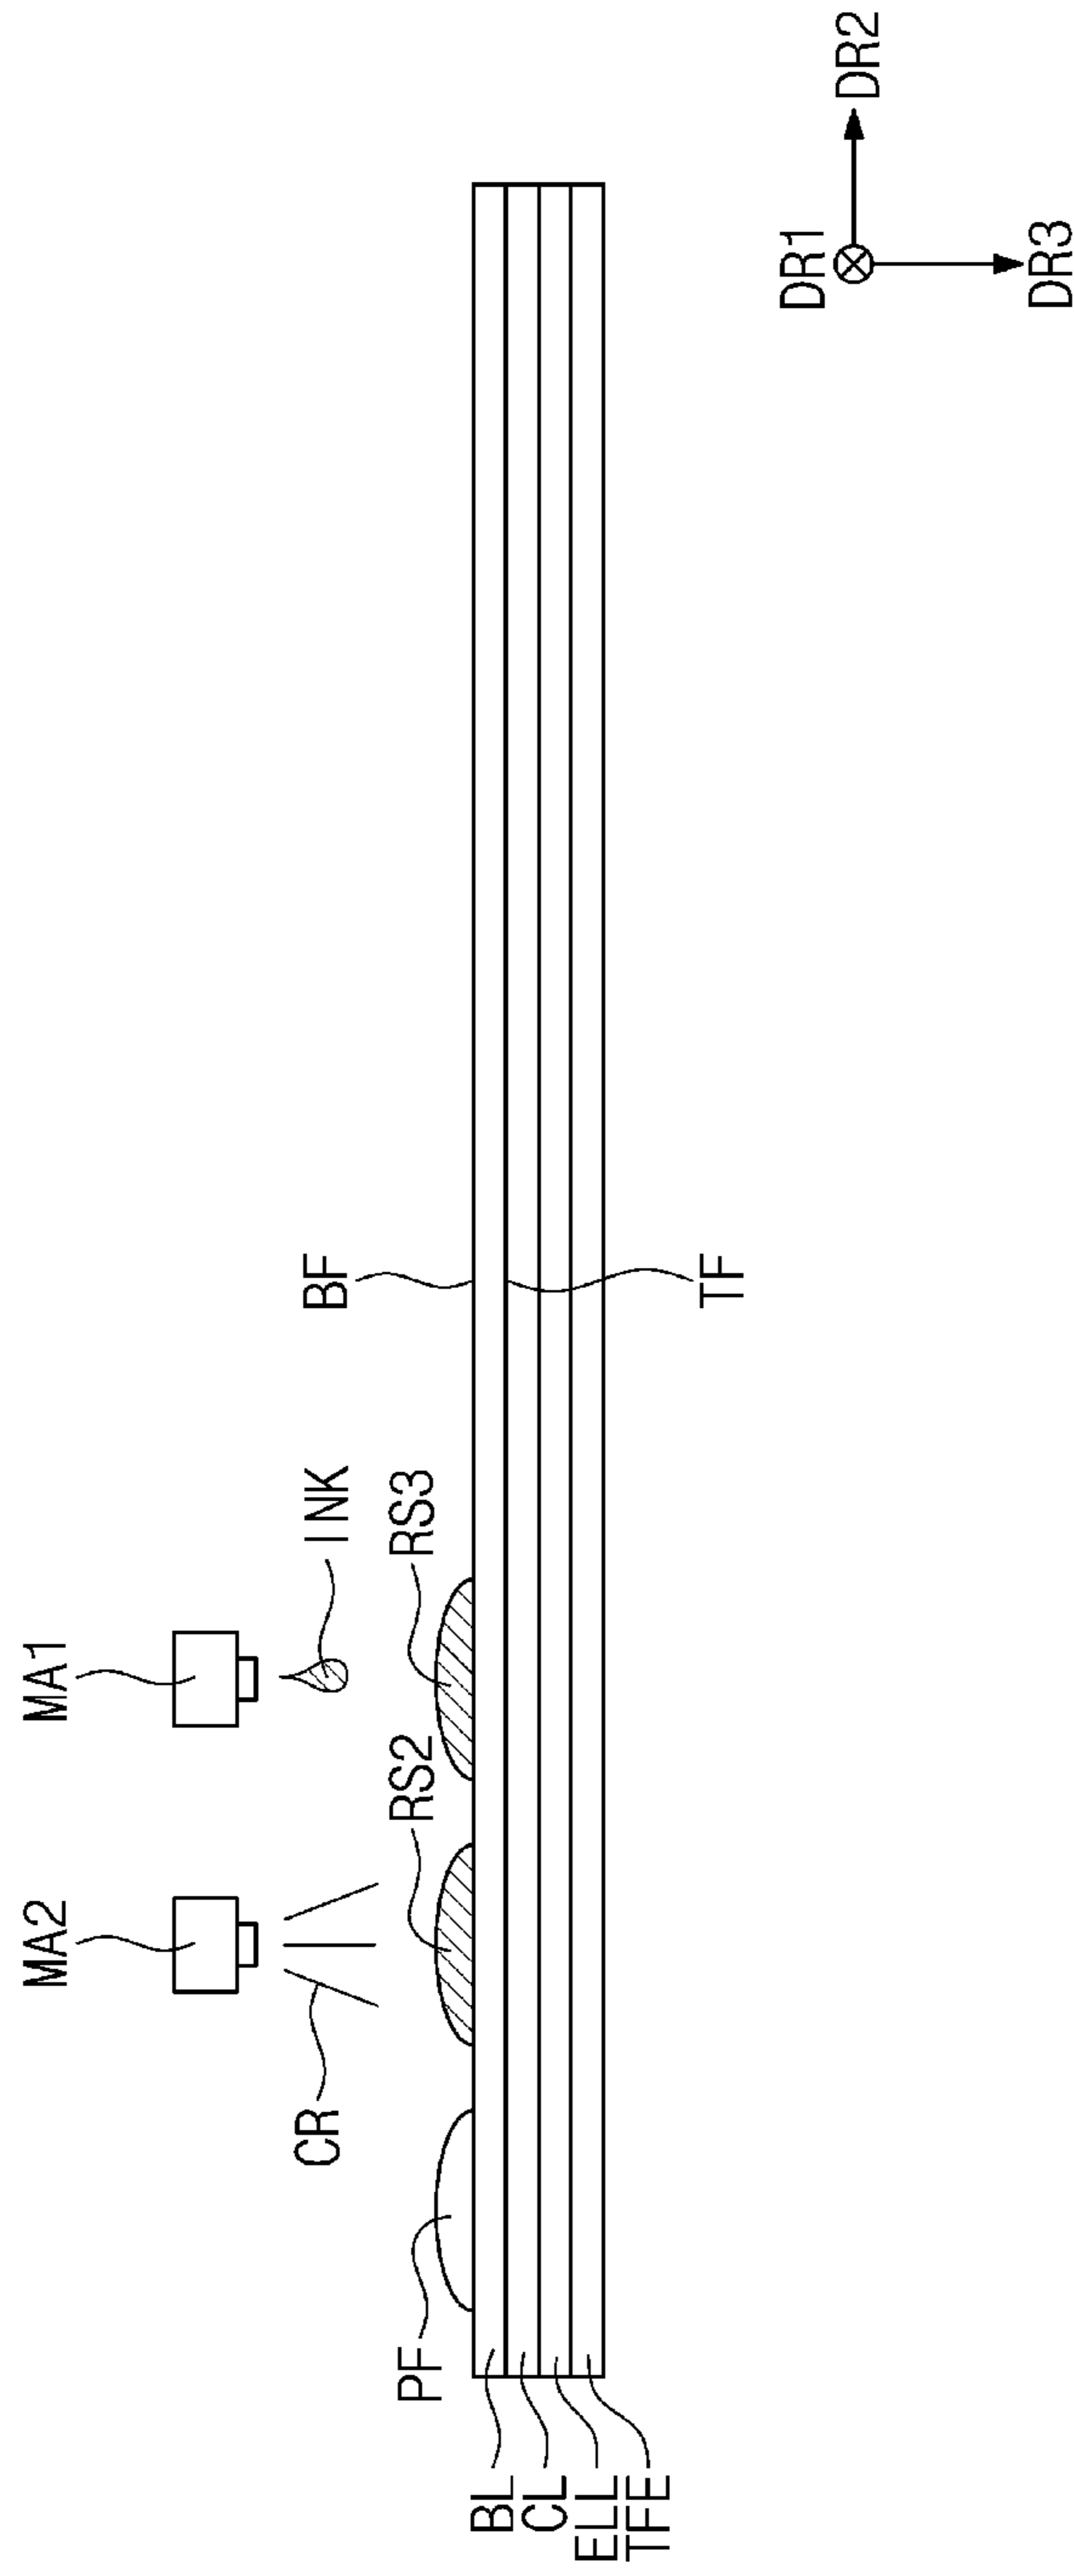 MA2
MA1
CR
INK
BF
PF
RS2
RS3
BL
CL
ELL
TFE
TF
DR1
DR2
DR3